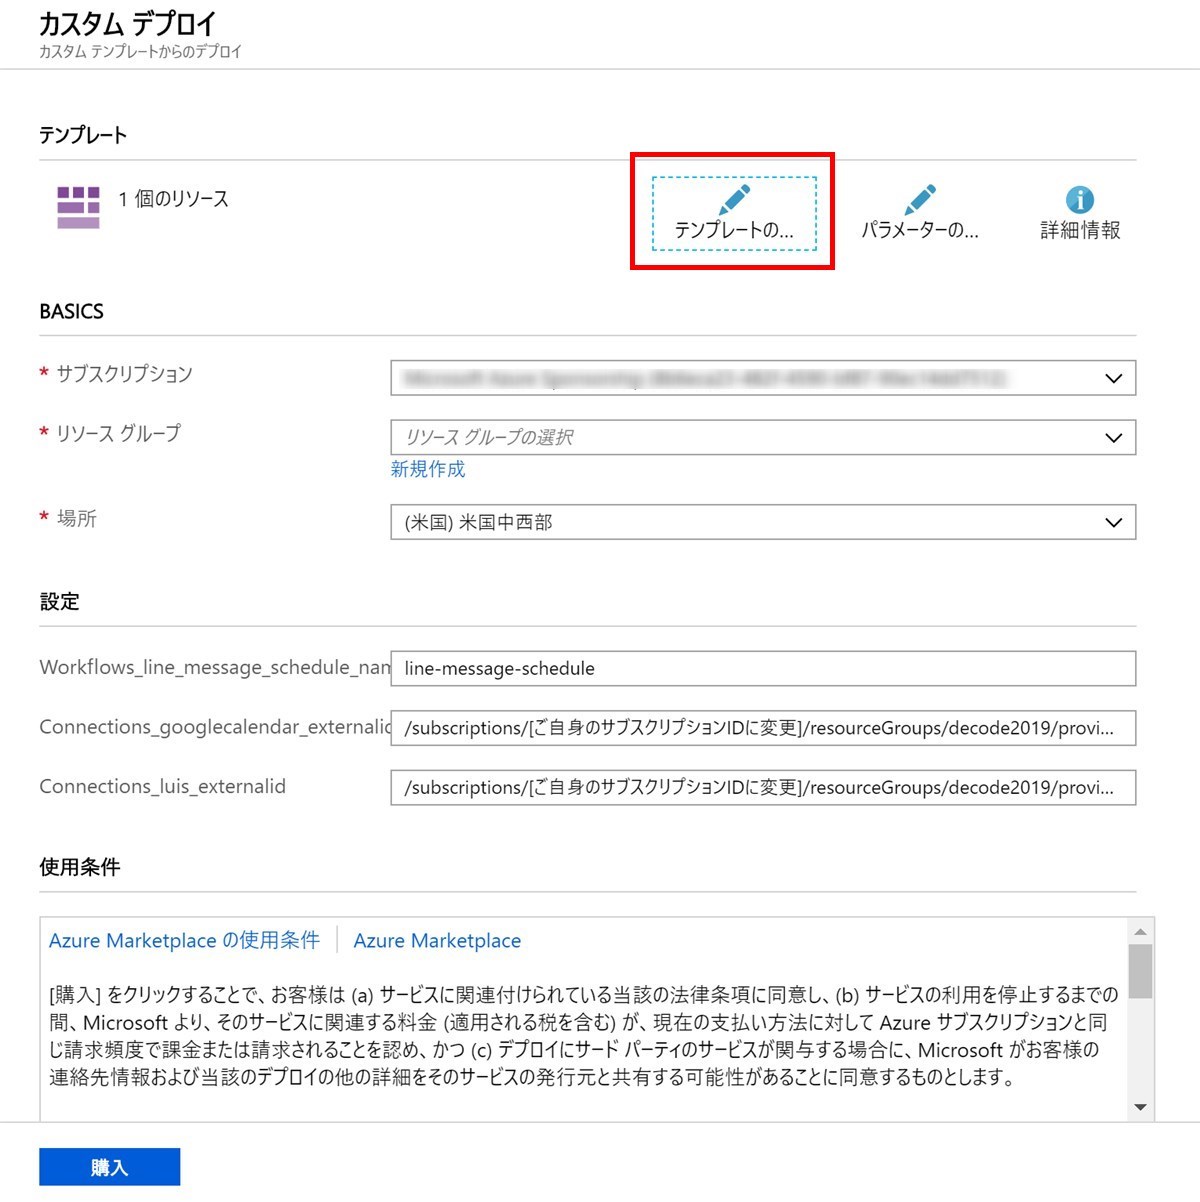 カスタム デプロイ
カスタム テンプレートからのデプロイ
テンプレート
1 個のリソース
テンプレートの...
パラメーターの...
詳細情報
BASICS
* サブスクリプション
* リソース グループ
リソース グループの選択
新規作成
* 場所
(米国) 米国中西部
設定
Workflows_line_message_schedule_nam
line-message-schedule
Connections_googlecalendar_externalid
/subscriptions/[ご自身のサブスクリプションIDに変更]/resourceGroups/decode2019/provi...
Connections_luis_externalid
/subscriptions/[ご自身のサブスクリプションIDに変更]/resourceGroups/decode2019/provi...
使用条件
Azure Marketplace の使用条件
Azure Marketplace
[購入] をクリックすることで、お客様は (a) サービスに関連付けられている当該の法律条項に同意し、(b) サービスの利用を停止するまでの
間、Microsoft より、そのサービスに関連する料金 (適用される税を含む) が、現在の支払い方法に対して Azure サブスクリプションと同
じ請求頻度で課金または請求されることを認め、かつ (c) デプロイにサード パーティのサービスが関与する場合に、Microsoft がお客様の
連絡先情報および当該のデプロイの他の詳細をそのサービスの発行元と共有する可能性があることに同意するものとします。
購入